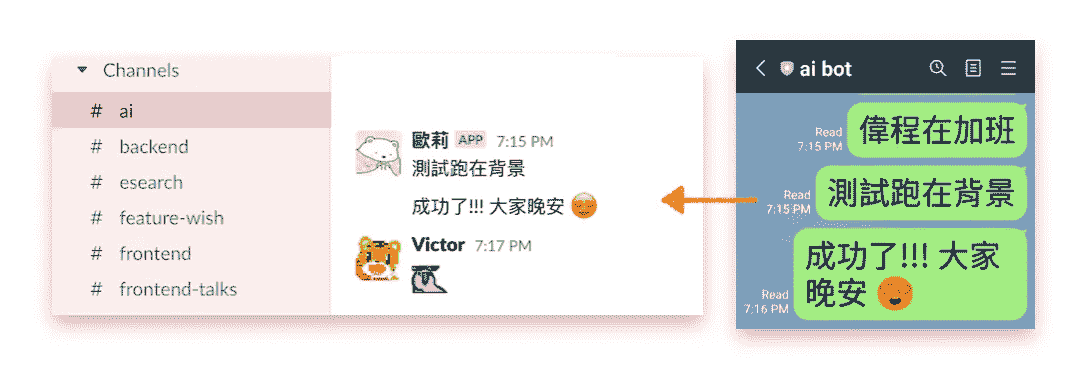 Channels
# ai
# backend
# esearch
# feature-wish
# frontend
# frontend-talks
歐莉 APP 7:15 PM
測試跑在背景
成功了!!! 大家晚安
Victor 7:17 PM
ai bot
Read
7:15 PM
偉程在加班
Read
7:15 PM
測試跑在背景
成功了!!! 大家
晚安
Read
7:16 PM